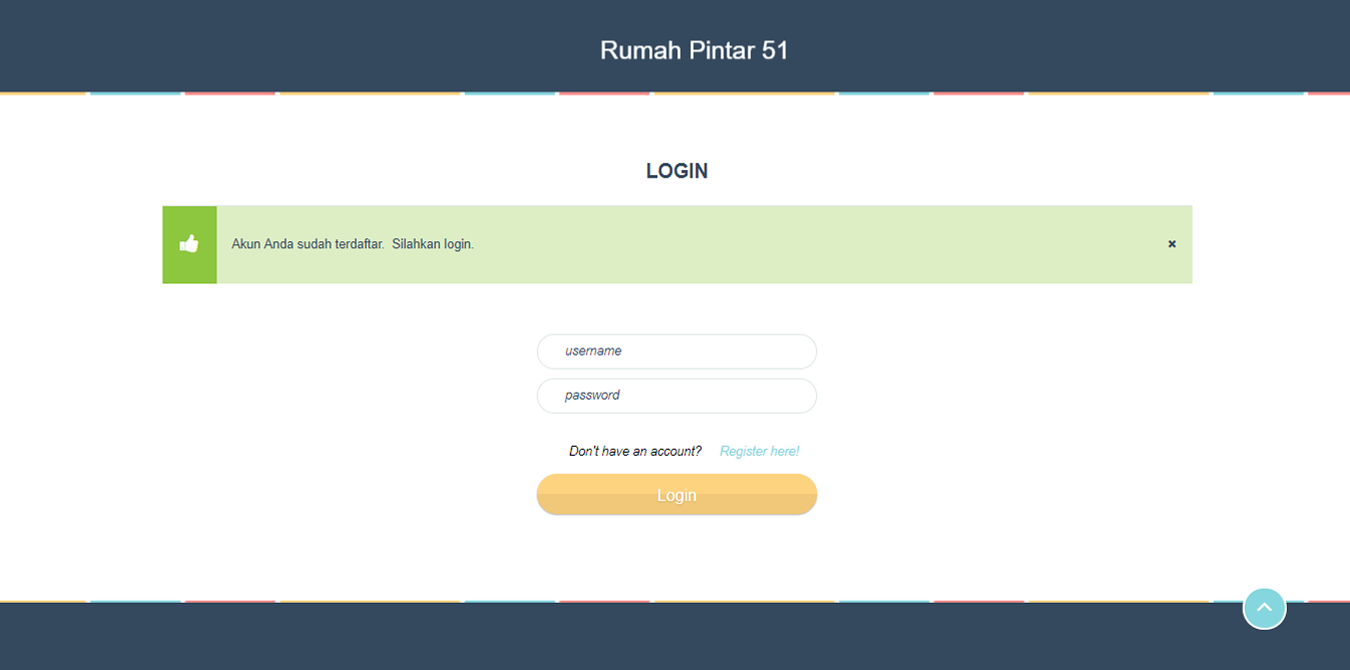 Rumah Pintar 51
LOGIN
Akun Anda sudah terdaftar. Silahkan login.
username
password
Don't have an account? Register here!
Login